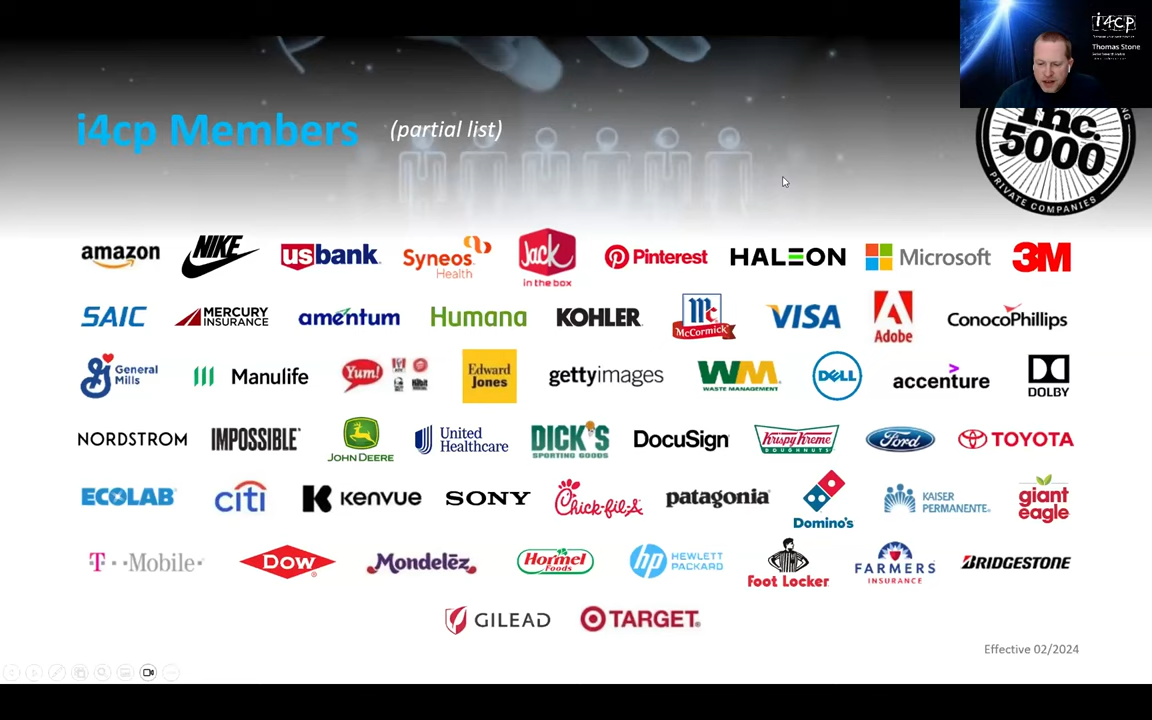 i4cp
Thomas Stone
i4cp Members (partial list)
Inc.
5000
PRIVATE COMPANIES
amazon NIKE usbank Syneos Health Jack in the box Pinterest HALEON Microsoft 3M
SAIC MERCURY INSURANCE amentum Humana KOHLER Mc McCormick VISA Adobe ConocoPhillips
G General Mills Manulife Yum! Edward Jones gettyimages WM WASTE MANAGEMENT DELL accenture DOLBY
NORDSTROM IMPOSSIBLE JOHN DEERE United Healthcare DICK'S SPORTING GOODS DocuSign Krispy Kreme DOUGHNUTS Ford TOYOTA
ECOLAB citi K kenvue SONY Chick-fil-A patagonia Domino's KAISER PERMANENTE giant eagle
T Mobile DOW Mondelēz Hormel Foods hp HEWLETT PACKARD Foot Locker FARMERS INSURANCE BRIDGESTONE
GILEAD TARGET
Effective 02/2024